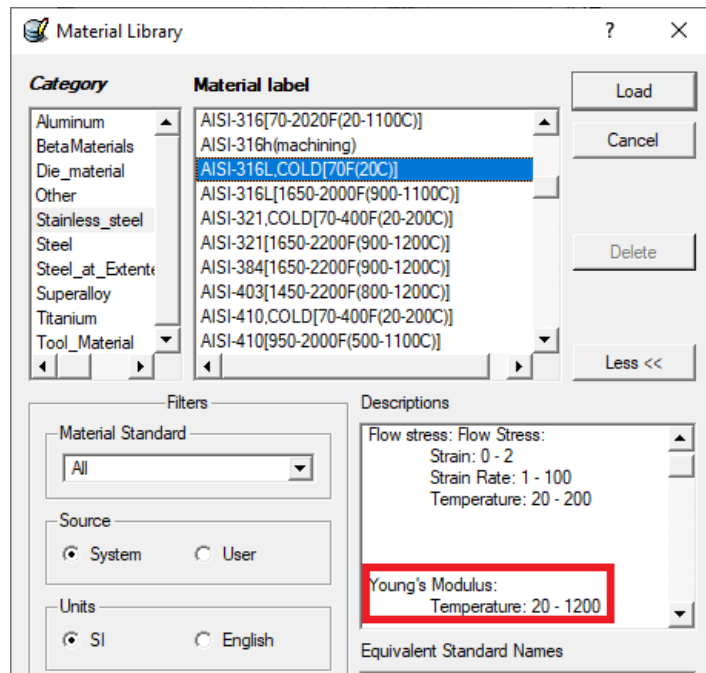 Material Library
? ×
Category
Material label
Load
Cancel
Delete
Less <<
Aluminum
BetaMaterials
Die_material
Other
Stainless_steel
Steel
Steel_at_Extente
Superalloy
Titanium
Tool_Material
AISI-316[70-2020F(20-1100C)]
AISI-316h(machining)
AISI-316L,COLD[70F(20C)]
AISI-316L[1650-2000F(900-1100C)]
AISI-321,COLD[70-400F(20-200C)]
AISI-321[1650-2200F(900-1200C)]
AISI-384[1650-2200F(900-1200C)]
AISI-403[1450-2200F(800-1200C)]
AISI-410,COLD[70-400F(20-200C)]
AISI-410[950-2000F(500-1100C)]
Filters
Material Standard
All
Source
System
User
Units
SI
English
Descriptions
Flow stress: Flow Stress:
Strain: 0 - 2
Strain Rate: 1 - 100
Temperature: 20 - 200
Young's Modulus:
Temperature: 20 - 1200
Equivalent Standard Names